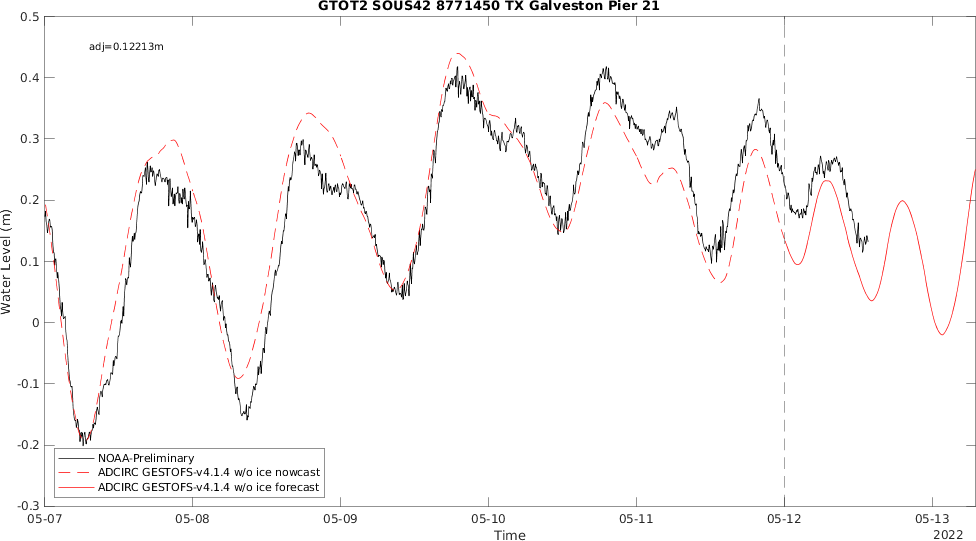 GTOT2 SOUS42 8771450 TX Galveston Pier 21
adj=0.12213m
0.5
0.4
0.3
0.2
0.1
0
-0.1
-0.2
-0.3
Water Level (m)
NOAA-Preliminary
ADCIRC GESTOFS-v4.1.4 w/o ice nowcast
ADCIRC GESTOFS-v4.1.4 w/o ice forecast
05-07 05-08 05-09 05-10 05-11 05-12 05-13
Time
2022